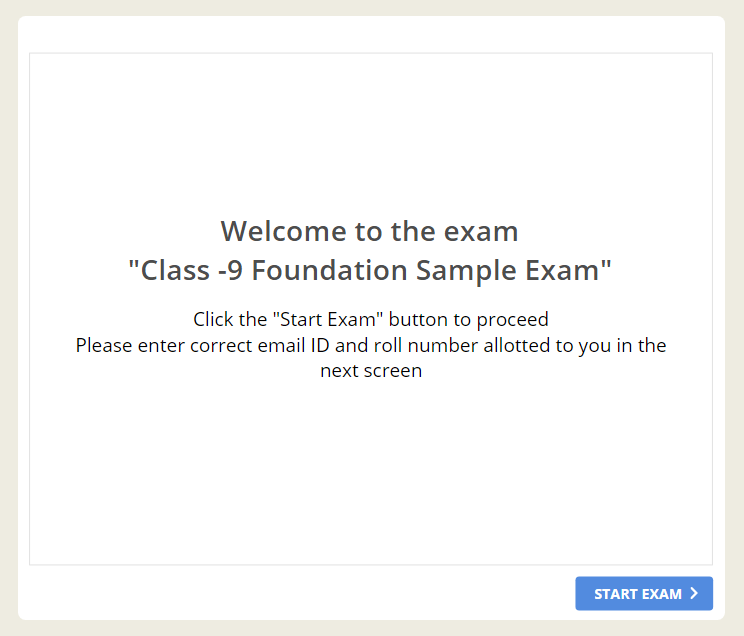 Welcome to the exam
"Class -9 Foundation Sample Exam"
Click the "Start Exam" button to proceed
Please enter correct email ID and roll number allotted to you in the
next screen
START EXAM